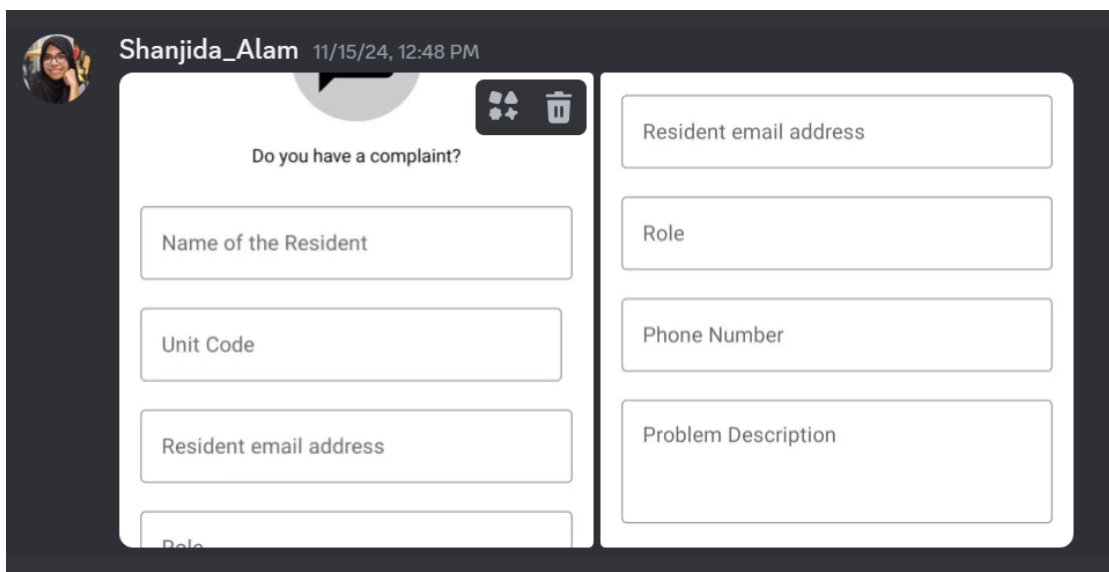 Shanjida_Alam 11/15/24, 12:48 PM
Do you have a complaint?
Name of the Resident
Unit Code
Resident email address
Role
Resident email address
Role
Phone Number
Problem Description